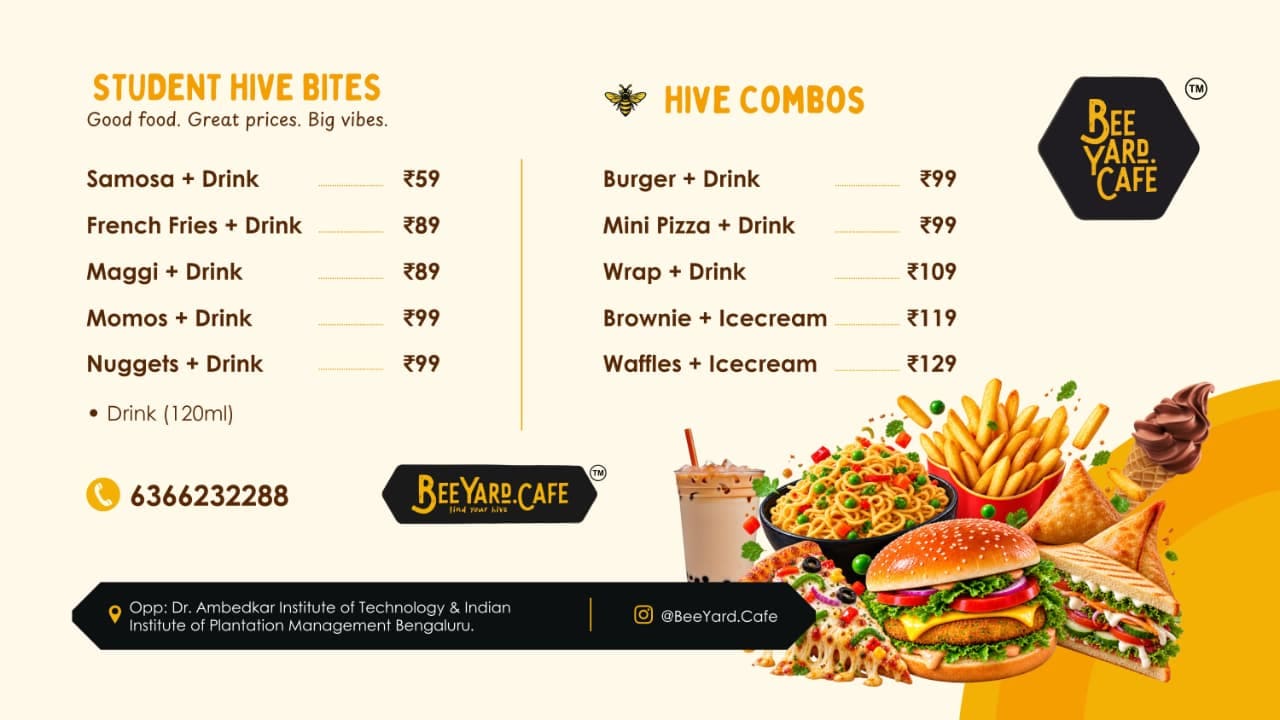 STUDENT HIVE BITES
Good food. Great prices. Big vibes.
Samosa + Drink ₹59
French Fries + Drink ₹89
Maggi + Drink ₹89
Momos + Drink ₹99
Nuggets + Drink ₹99
• Drink (120ml)
HIVE COMBOS
Burger + Drink ₹99
Mini Pizza + Drink ₹99
Wrap + Drink ₹109
Brownie + Icecream ₹119
Waffles + Icecream ₹129
BEE
YARD.
CAFE
TM
6366232288
BEEYARD.CAFE
find your hive
TM
Opp: Dr. Ambedkar Institute of Technology & Indian
Institute of Plantation Management Bengaluru.
@BeeYard.Cafe